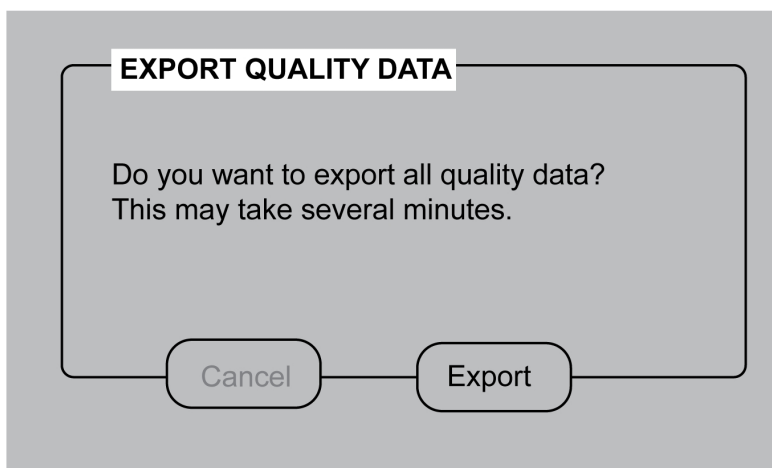 EXPORT QUALITY DATA
Do you want to export all quality data?
This may take several minutes.
Cancel
Export